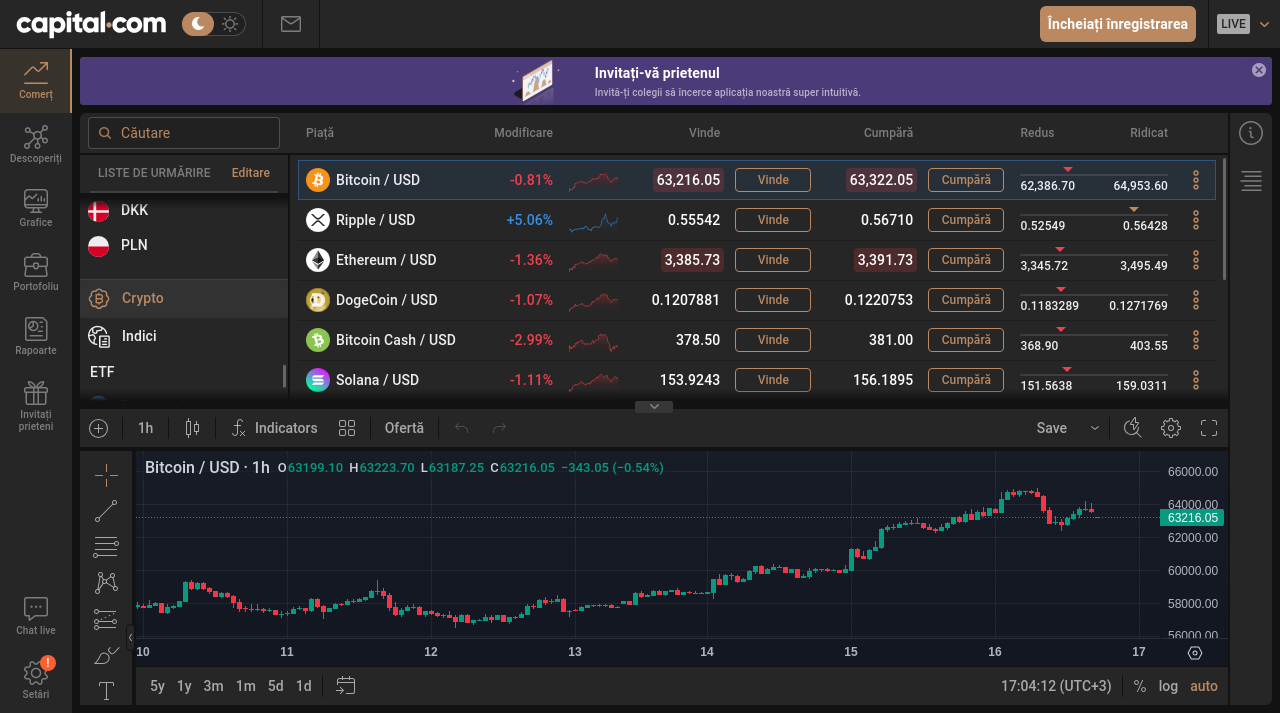 capital.com
Încheiați înregistrarea
LIVE
Comerț
Descoperiți
Grafice
Portofoliu
Rapoarte
Invitați
prieteni
Chat live
Setări
!
Invitați-vă prietenul
Invită-ți colegii să încerce aplicația noastră super intuitivă.
Căutare
LISTE DE URMĂRIRE Editare
DKK
PLN
Crypto
Indici
ETF
Piață Modificare Vinde Cumpără Redus Ridicat
Bitcoin / USD -0.81% 63,216.05 Vinde 63,322.05 Cumpără 62,386.70 64,953.60
Ripple / USD +5.06% 0.55542 Vinde 0.56710 Cumpără 0.52549 0.56428
Ethereum / USD -1.36% 3,385.73 Vinde 3,391.73 Cumpără 3,345.72 3,495.49
DogeCoin / USD -1.07% 0.1207881 Vinde 0.1220753 Cumpără 0.1183289 0.1271769
Bitcoin Cash / USD -2.99% 378.50 Vinde 381.00 Cumpără 368.90 403.55
Solana / USD -1.11% 153.9243 Vinde 156.1895 Cumpără 151.5638 159.0311
1h Indicators Ofertă Save
Bitcoin / USD · 1h O63199.10 H63223.70 L63187.25 C63216.05 −343.05 (−0.54%)
66000.00
64000.00
63216.05
62000.00
60000.00
58000.00
56000.00
10 11 12 13 14 15 16 17
5y 1y 3m 1m 5d 1d 17:04:12 (UTC+3) % log auto